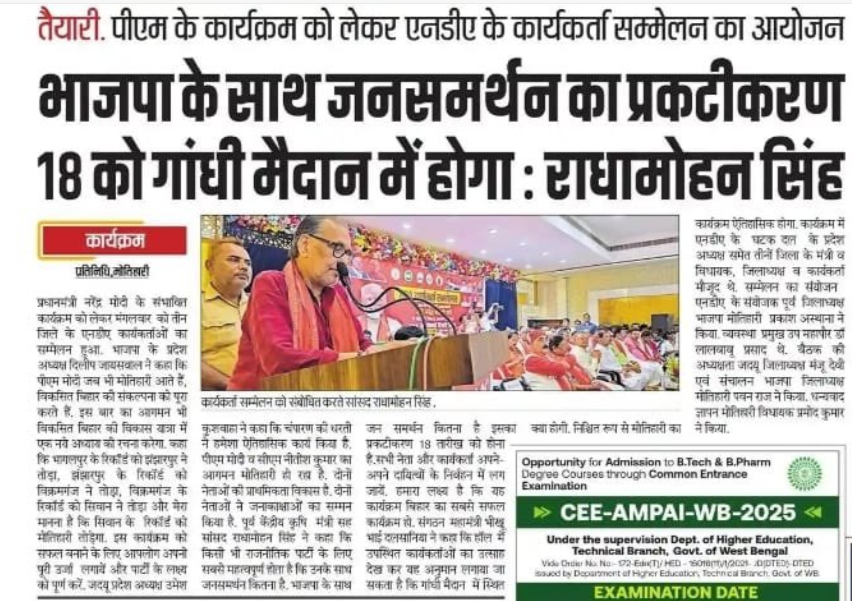 तैयारी. पीएम के कार्यक्रम को लेकर एनडीए के कार्यकर्ता सम्मेलन का आयोजन
भाजपा के साथ जनसमर्थन का प्रकटीकरण
18 को गांधी मैदान में होगा : राधामोहन सिंह
कार्यक्रम
प्रतिनिधि,मोतिहारी
प्रधानमंत्री नरेंद्र मोदी के संभावित
कार्यक्रम को लेकर मंगलवार को तीन
जिले के एनडीए कार्यकर्ताओं का
सम्मेलन हुआ. भाजपा के प्रदेश
अध्यक्ष दिलीप जायसवाल ने कहा कि
पीएम मोदी जब भी मोतिहारी आते हैं,
विकसित बिहार की संकल्पना को पूरा
करते हैं. इस बार का आगमन भी
विकसित बिहार की विकास यात्रा में
एक नये अध्याय की रचना करेगा. कहा
कि भागलपुर के रिकॉर्ड को झंझारपुर ने
तोड़ा, झंझारपुर के रिकॉर्ड को
विक्रमगंज ने तोड़ा, विक्रमगंज के
रिकॉर्ड को सिवान ने तोड़ा और मेरा
मानना है कि सिवान के रिकॉर्ड को
मोतिहारी तोड़ेगा. इस कार्यक्रम को
सफल बनाने के लिए आपलोग अपनी
पूरी उर्जा लगायें और पार्टी के लक्ष्य
को पूर्ण करें. जदयू प्रदेश अध्यक्ष उमेश
कार्यकर्ता सम्मेलन को संबोधित करते सांसद राधामोहन सिंह .
कुशवाहा ने कहा कि चंपारण की धरती
ने हमेशा ऐतिहासिक कार्य किया है.
पीएम मोदी व सीएम नीतीश कुमार का
आगमन मोतिहारी हो रहा है. दोनों
नेताओं की प्राथमिकता विकास है. दोनों
नेताओं ने जनाकांक्षाओं का सम्मान
किया है. पूर्व केंद्रीय कृषि मंत्री सह
सांसद राधामोहन सिंह ने कहा कि
किसी भी राजनीतिक पार्टी के लिए
सबसे महत्वपूर्ण होता है कि उनके साथ
जनसमर्थन कितना है. भाजपा के साथ
जन समर्थन कितना है इसका
प्रकटीकरण 18 तारीख को होना
है.सभी नेता और कार्यकर्ता अपने-
अपने दायित्वों के निर्वहन में लग
जायें. हमारा लक्ष्य है कि यह
कार्यक्रम बिहार का सबसे सफल
कार्यक्रम हो. संगठन महामंत्री भीखू
भाई दलसानिया ने कहा कि हॉल में
उपस्थित कार्यकर्ताओं का उत्साह
देख कर यह अनुमान लगाया जा
सकता है कि गांधी मैदान में स्थित
क्या होगी. निश्चित रूप से मोतिहारी का
कार्यक्रम ऐतिहासिक होगा. कार्यक्रम में
एनडीए के घटक दल के प्रदेश
अध्यक्ष समेत तीनों जिला के मंत्री व
विधायक, जिलाध्यक्ष व कार्यकर्ता
मौजूद थे. सम्मेलन का संयोजन
एनडीए के संयोजक पूर्व जिलाध्यक्ष
भाजपा मोतिहारी प्रकाश अस्थाना ने
किया. व्यवस्था प्रमुख उप महापौर डॉ
लालबाबू प्रसाद थे. बैठक की
अध्यक्षता जदयू जिलाध्यक्ष मंजू देवी
एवं संचालन भाजपा जिलाध्यक्ष
मोतिहारी पवन राज ने किया. धन्यवाद
ज्ञापन मोतिहारी विधायक प्रमोद कुमार
ने किया.
Opportunity for Admission to B.Tech & B.Pharm
Degree Courses through Common Entrance
Examination
CEE-AMPAI-WB-2025
Under the supervision Dept. of Higher Education,
Technical Branch, Govt. of West Bengal
issued by Department of Higher Education, Technical Branch, Govt. of WB
EXAMINATION DATE